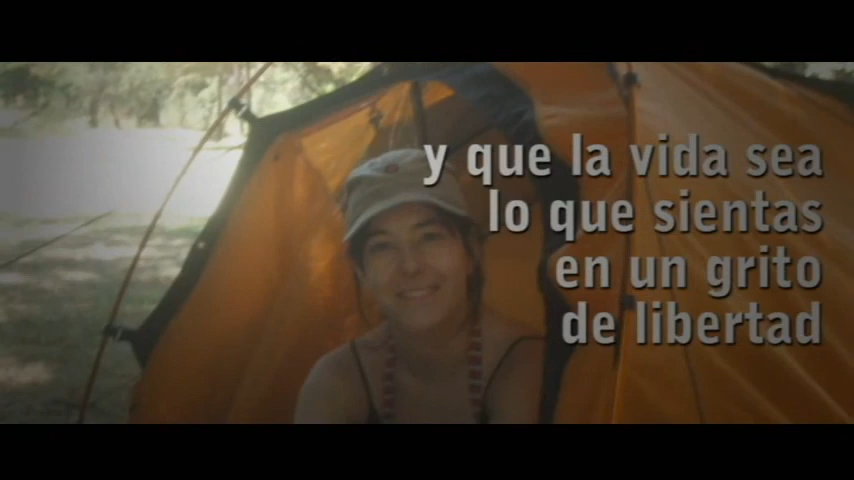 y que la vida sea
lo que sientas
en un grito
de libertad